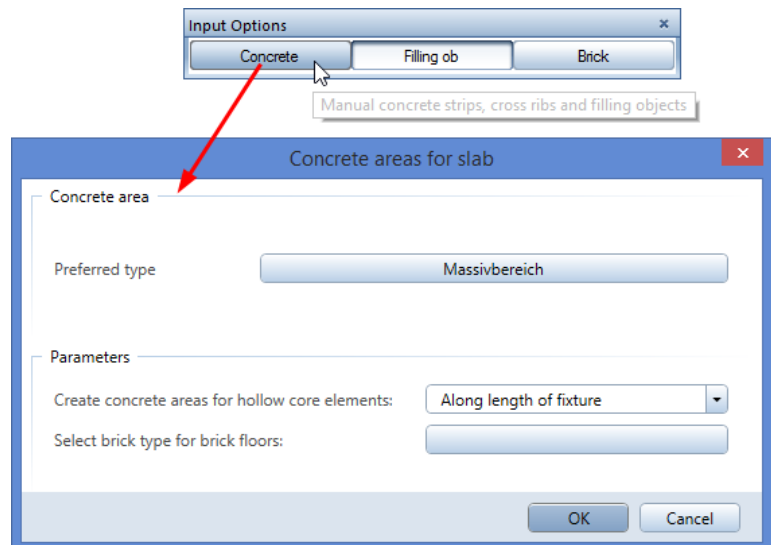 Input Options
Concrete Filling ob Brick
Manual concrete strips, cross ribs and filling objects
Concrete areas for slab
Concrete area
Preferred type Massivbereich
Parameters
Create concrete areas for hollow core elements: Along length of fixture
Select brick type for brick floors:
OK Cancel